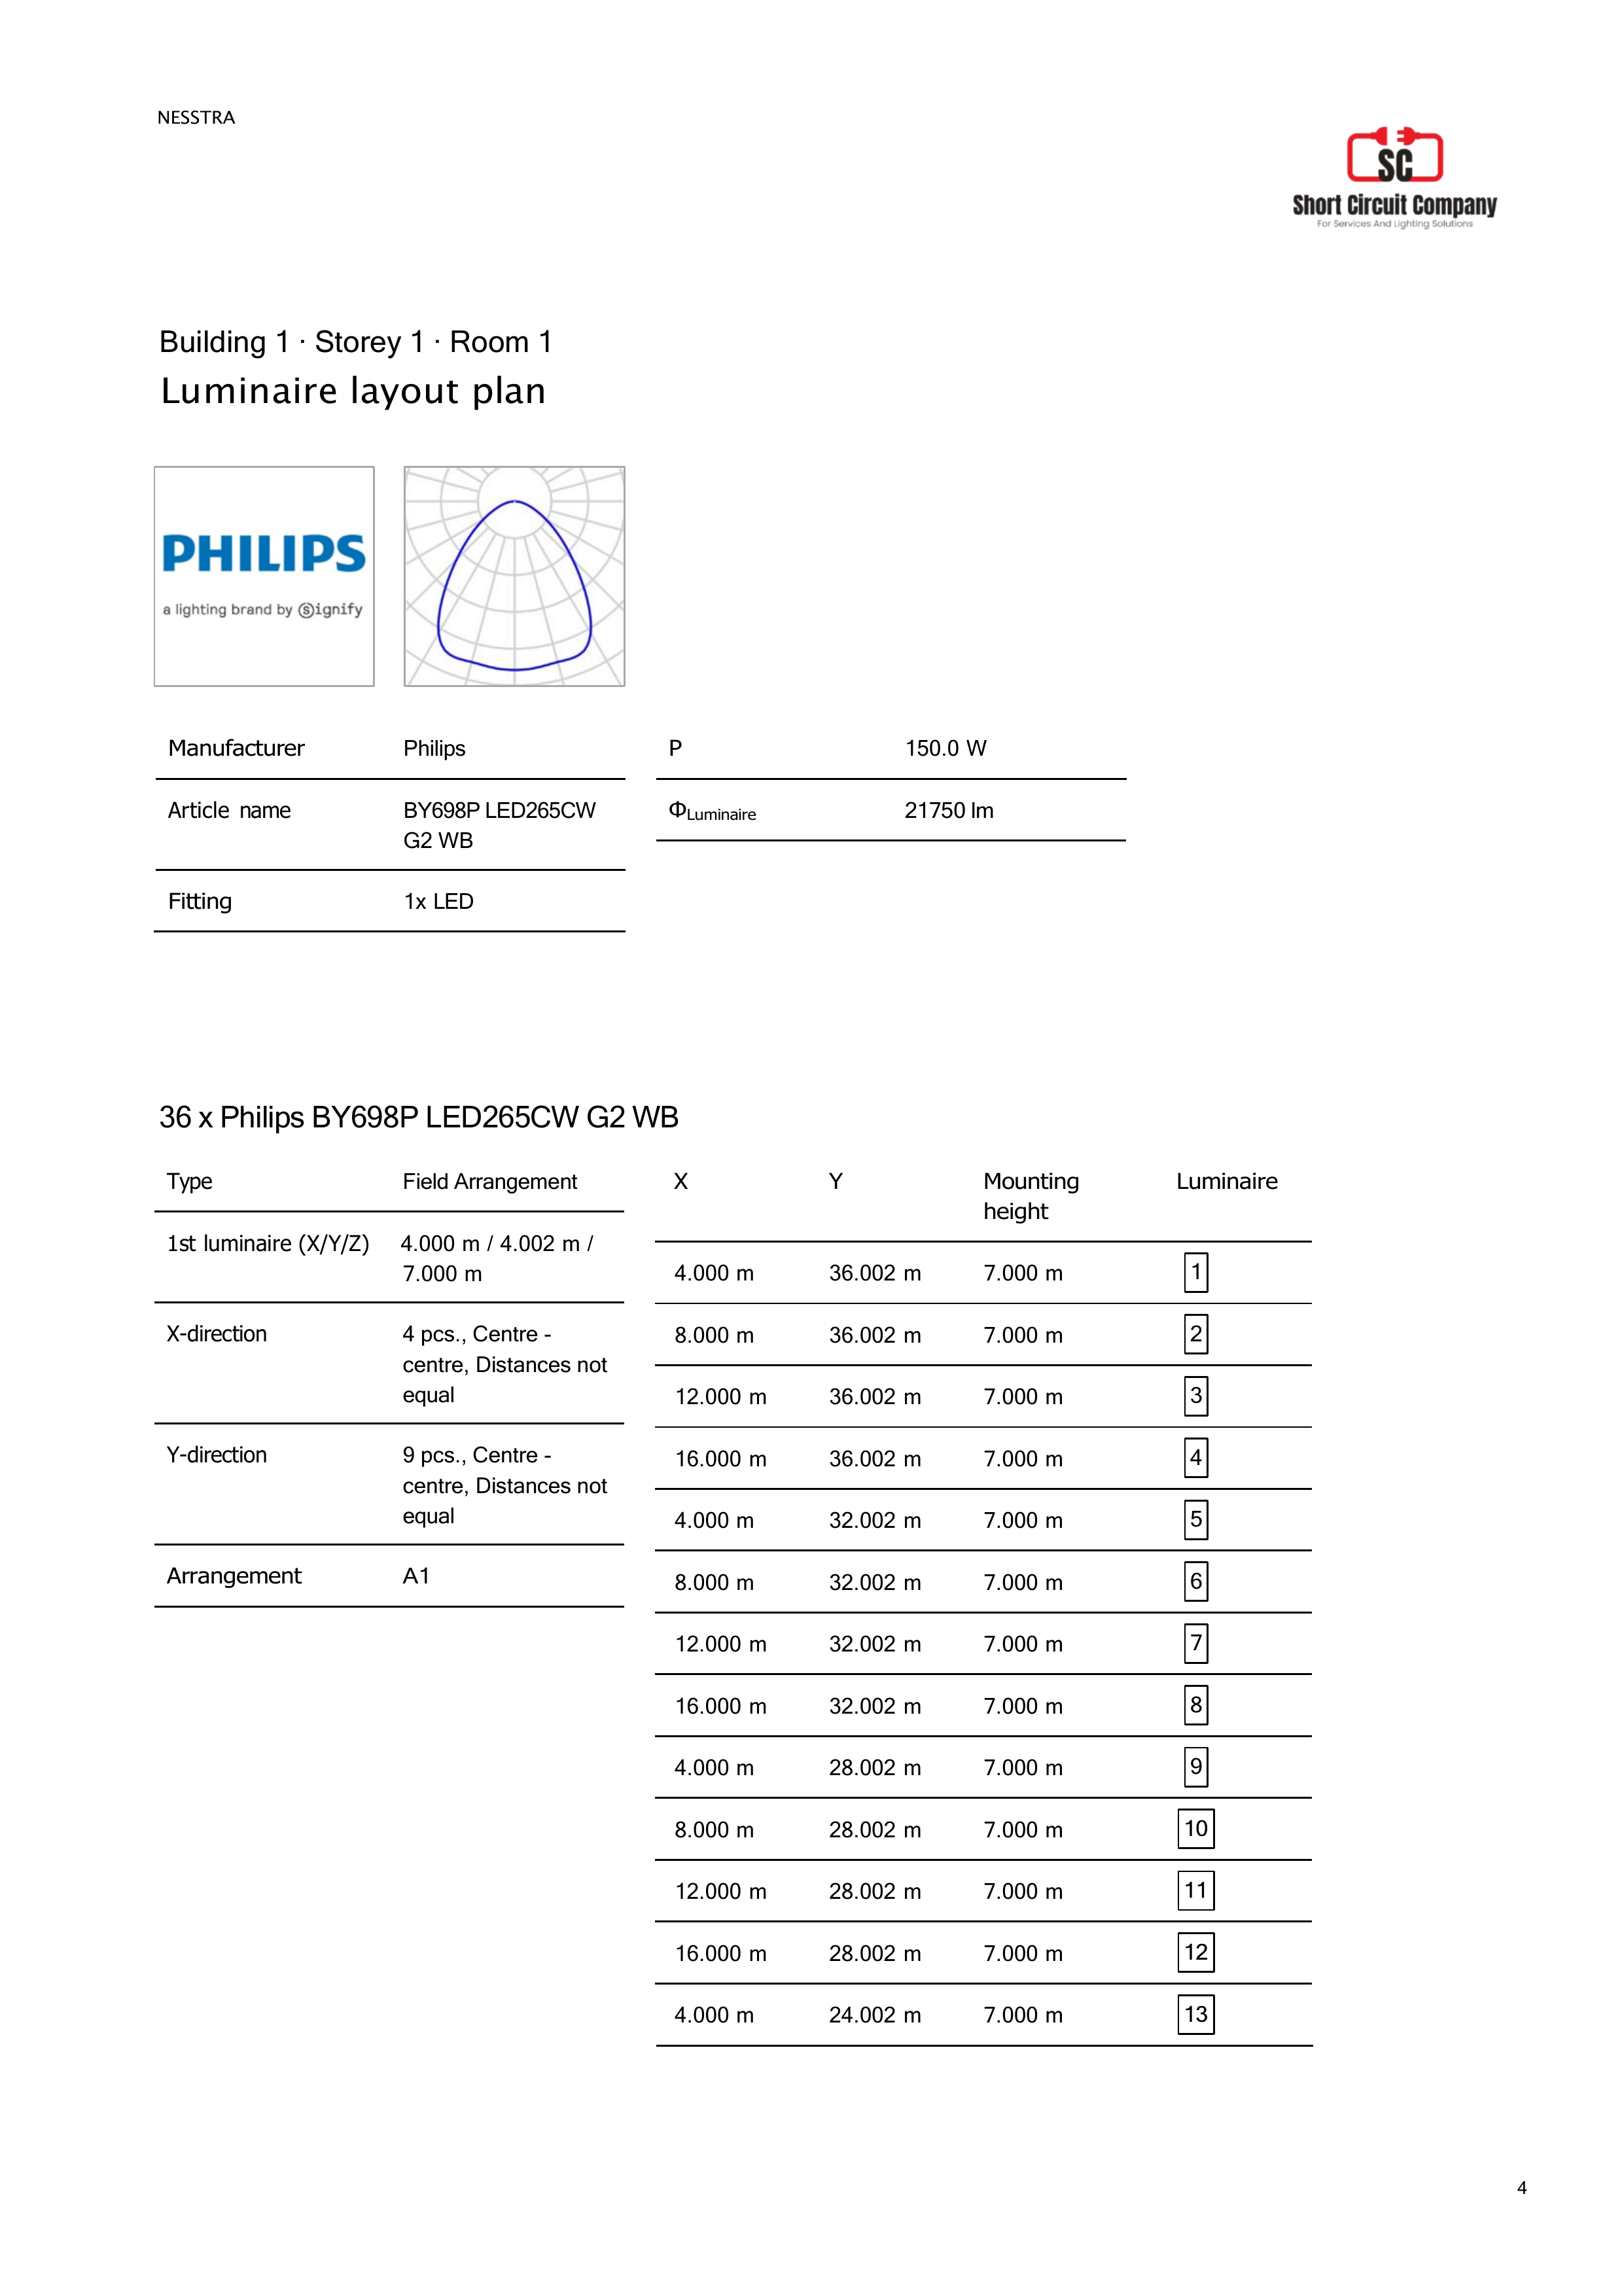 NESSTRA
SC
Short Circuit Company
For Services And Lighting Solutions
Building 1 · Storey 1 · Room 1
Luminaire layout plan
PHILIPS
a lighting brand by Signify
Manufacturer Philips
P 150.0 W
Article name BY698P LED265CW
G2 WB
ΦLuminaire 21750 lm
Fitting 1x LED
36 x Philips BY698P LED265CW G2 WB
Type Field Arrangement
1st luminaire (X/Y/Z) 4.000 m / 4.002 m /
7.000 m
X-direction 4 pcs., Centre -
centre, Distances not
equal
Y-direction 9 pcs., Centre -
centre, Distances not
equal
Arrangement A1
X Y Mounting Luminaire
height
4.000 m 36.002 m 7.000 m 1
8.000 m 36.002 m 7.000 m 2
12.000 m 36.002 m 7.000 m 3
16.000 m 36.002 m 7.000 m 4
4.000 m 32.002 m 7.000 m 5
8.000 m 32.002 m 7.000 m 6
12.000 m 32.002 m 7.000 m 7
16.000 m 32.002 m 7.000 m 8
4.000 m 28.002 m 7.000 m 9
8.000 m 28.002 m 7.000 m 10
12.000 m 28.002 m 7.000 m 11
16.000 m 28.002 m 7.000 m 12
4.000 m 24.002 m 7.000 m 13
4